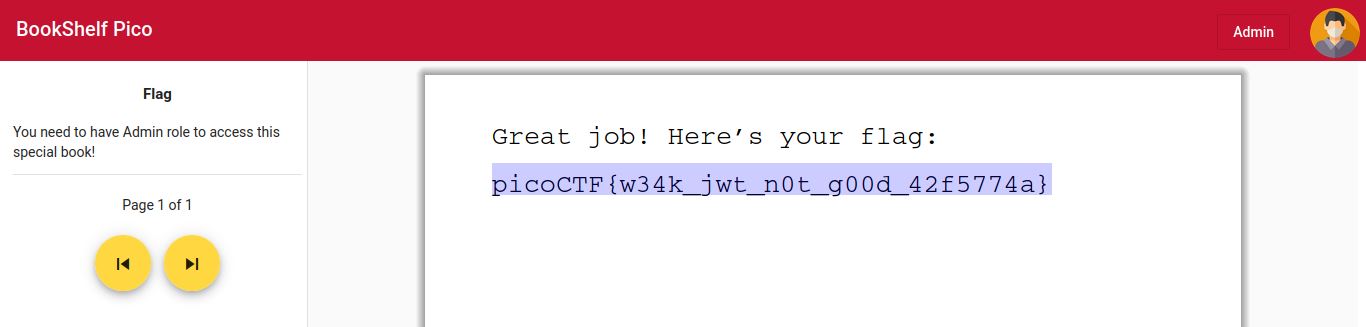 BookShelf Pico
Admin
Flag
You need to have Admin role to access this
special book!
Page 1 of 1
Great job! Here’s your flag:
picoCTF{w34k_jwt_n0t_g00d_42f5774a}